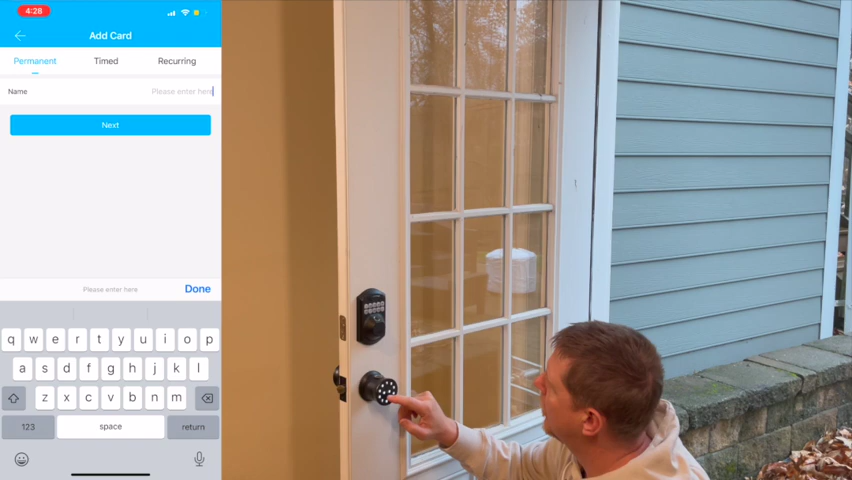 4:28
Add Card
Permanent Timed Recurring
Name Please enter here
Next
Please enter here Done
q w e r t y u i o p
a s d f g h j k l
z x c v b n m
123 space return